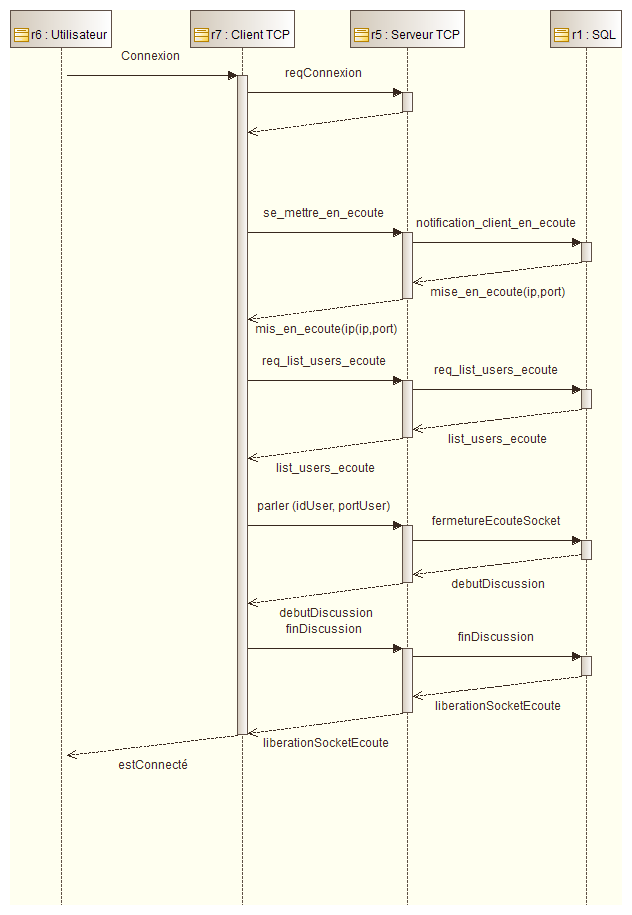 r6 : Utilisateur
r7 : Client TCP
r5 : Serveur TCP
r1 : SQL
Connexion
reqConnexion
se_mettre_en_ecoute
notification_client_en_ecoute
mise_en_ecoute(ip,port)
mis_en_ecoute(ip(ip,port)
req_list_users_ecoute
req_list_users_ecoute
list_users_ecoute
list_users_ecoute
parler (idUser, portUser)
fermetureEcouteSocket
debutDiscussion
debutDiscussion
finDiscussion
finDiscussion
liberationSocketEcoute
liberationSocketEcoute
estConnecté